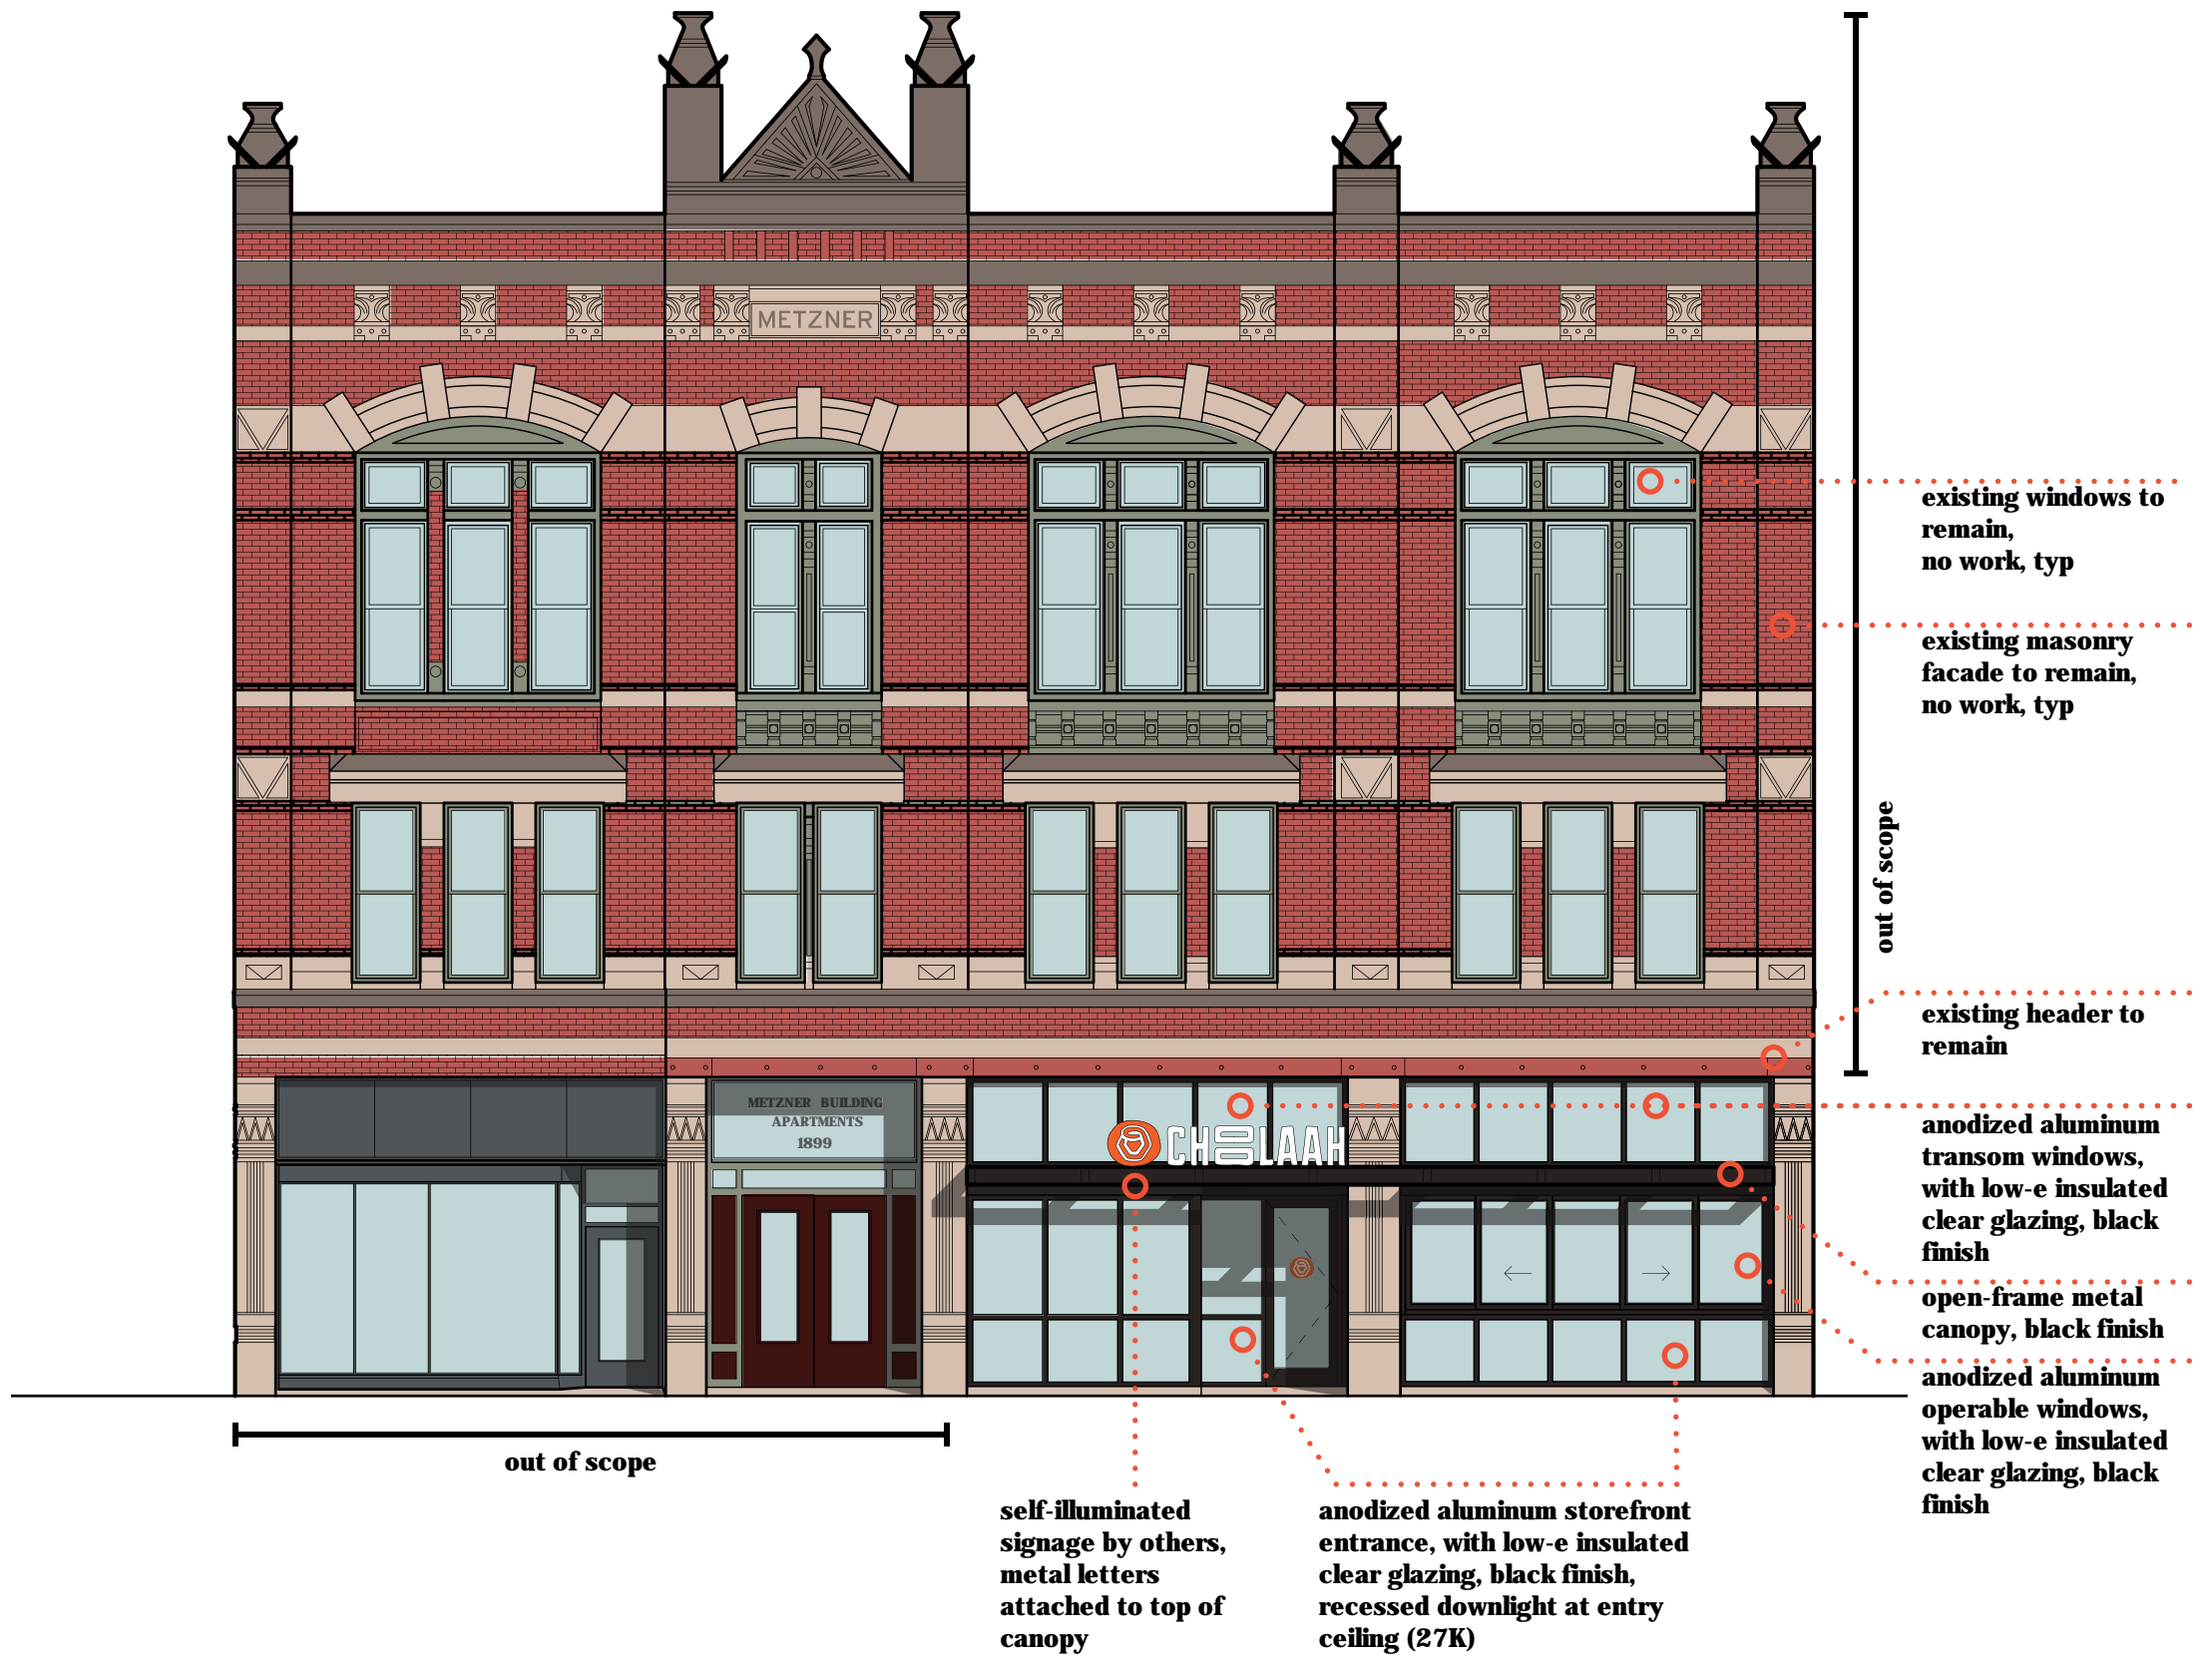 METZNER
existing windows to
remain,
no work, typ
existing masonry
facade to remain,
no work, typ
out of scope
existing header to
remain
METZNER BUILDING
APARTMENTS
1899
CHOOLAAH
anodized aluminum
transom windows,
with low-e insulated
clear glazing, black
finish
open-frame metal
canopy, black finish
anodized aluminum
operable windows,
with low-e insulated
clear glazing, black
finish
out of scope
self-illuminated
signage by others,
metal letters
attached to top of
canopy
anodized aluminum storefront
entrance, with low-e insulated
clear glazing, black finish,
recessed downlight at entry
ceiling (27K)